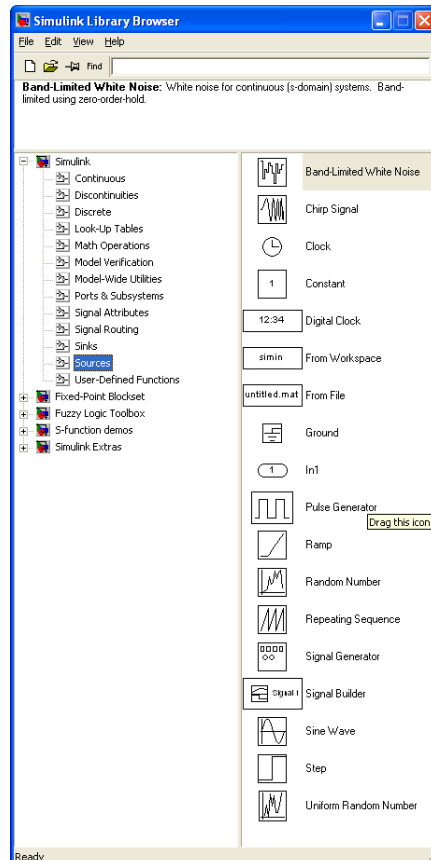 Simulink Library Browser
File Edit View Help
Find
Band-Limited White Noise: White noise for continuous (s-domain) systems. Band-
limited using zero-order-hold.
Simulink
Continuous
Discontinuities
Discrete
Look-Up Tables
Math Operations
Model Verification
Model-Wide Utilities
Ports & Subsystems
Signal Attributes
Signal Routing
Sinks
Sources
User-Defined Functions
Fixed-Point Blockset
Fuzzy Logic Toolbox
S-function demos
Simulink Extras
Band-Limited White Noise
Chirp Signal
Clock
1 Constant
12:34 Digital Clock
simin From Workspace
untitled.mat From File
Ground
1 In1
Pulse Generator
Drag this icon
Ramp
Random Number
Repeating Sequence
Signal Generator
Signal 1 Signal Builder
Sine Wave
Step
Uniform Random Number
Ready